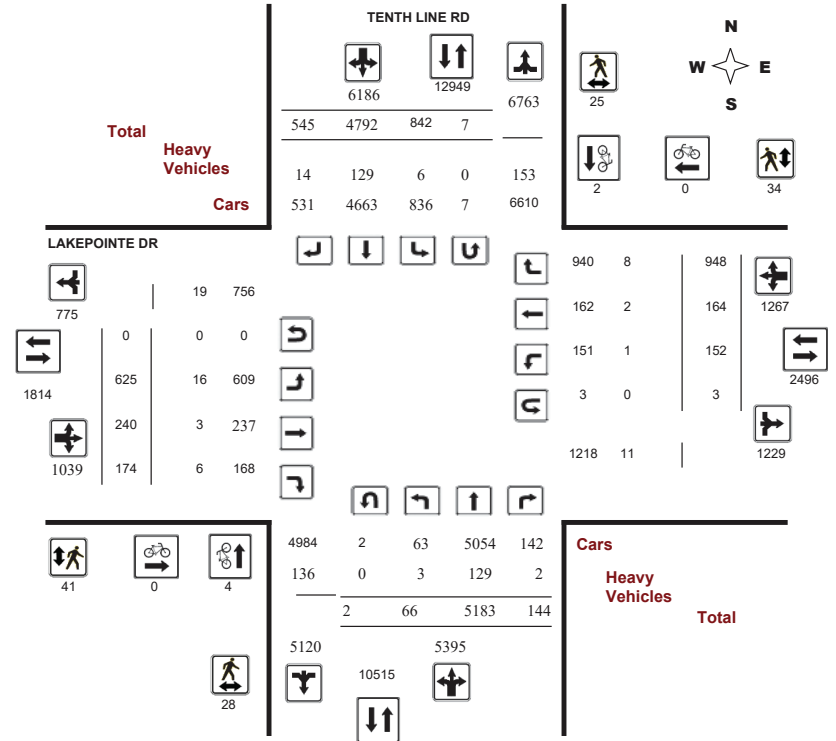 TENTH LINE RD
N
W E
S
6186 12949 6763
25
Total 545 4792 842 7
Heavy
Vehicles
14 129 6 0 153
Cars 531 4663 836 7 6610
2 0 34
LAKEPOINTE DR
940 8 948
775 19 756
162 2 164 1267
0 0 0
151 1 152
1814 625 16 609
2496
3 0 3
240 3 237
1039 174 6 168
1218 11 1229
4984 2 63 5054 142 Cars
41 0 4
136 0 3 129 2 Heavy
Vehicles
2 66 5183 144 Total
5120 10515 5395
28